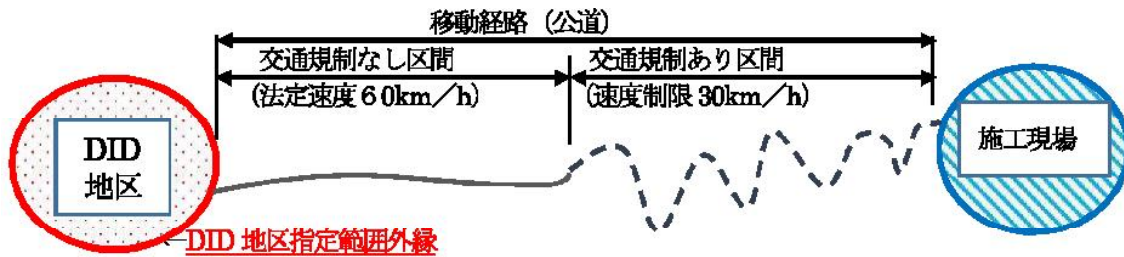 移動経路（公道）
交通規制なし区間
(法定速度６０km／h)
交通規制あり区間
(速度制限 30km／h)
DID
地区
施工現場
←DID 地区指定範囲外縁